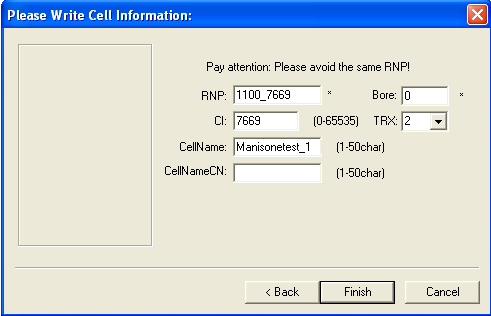 Please Write Cell Information:
Pay attention: Please avoid the same RNP!
RNP: 1100_7669 * Bore: 0 *
CI: 7669 (0-65535) TRX: 2
CellName: Manisonetest_1 (1-50char)
CellNameCN: (1-50char)
< Back Finish Cancel